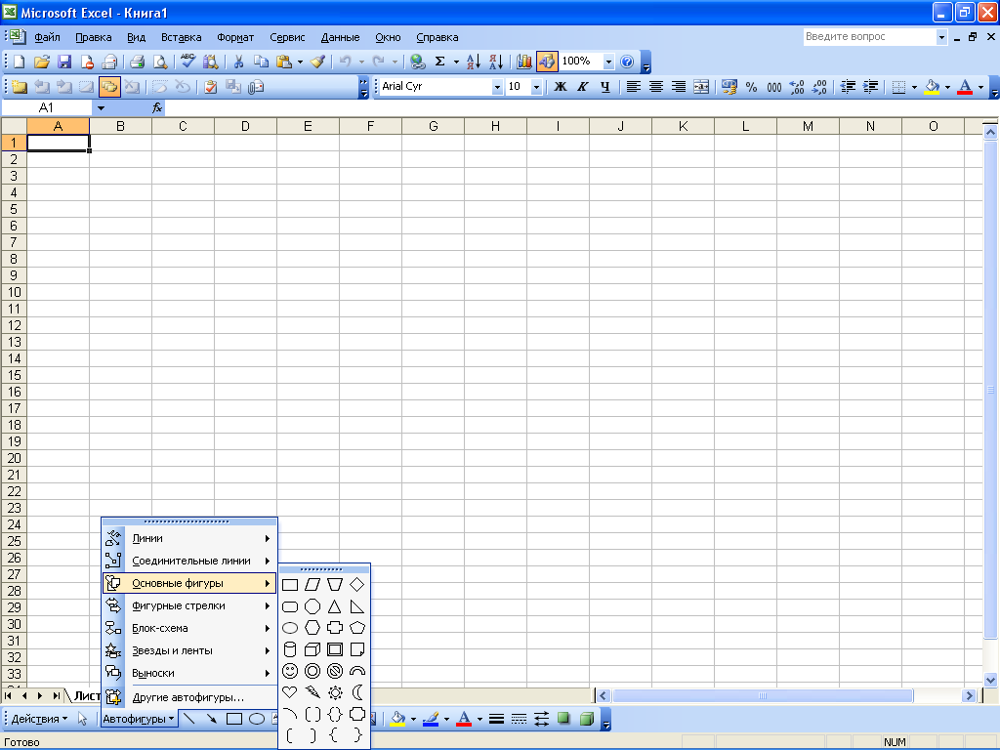 Microsoft Excel - Книга1
Файл Правка Вид Вставка Формат Сервис Данные Окно Справка Введите вопрос
100%
Arial Cyr 10 Ж К Ч % 000
A1 fx
A B C D E F G H I J K L M N O
1
2
3
4
5
6
7
8
9
10
11
12
13
14
15
16
17
18
19
20
21
22
23
24
25
26
27
28
29
30
31
32
33
Линии
Соединительные линии
Основные фигуры
Фигурные стрелки
Блок-схема
Звезды и ленты
Выноски
Другие автофигуры...
Лист
Действия Автофигуры
Готово NUM